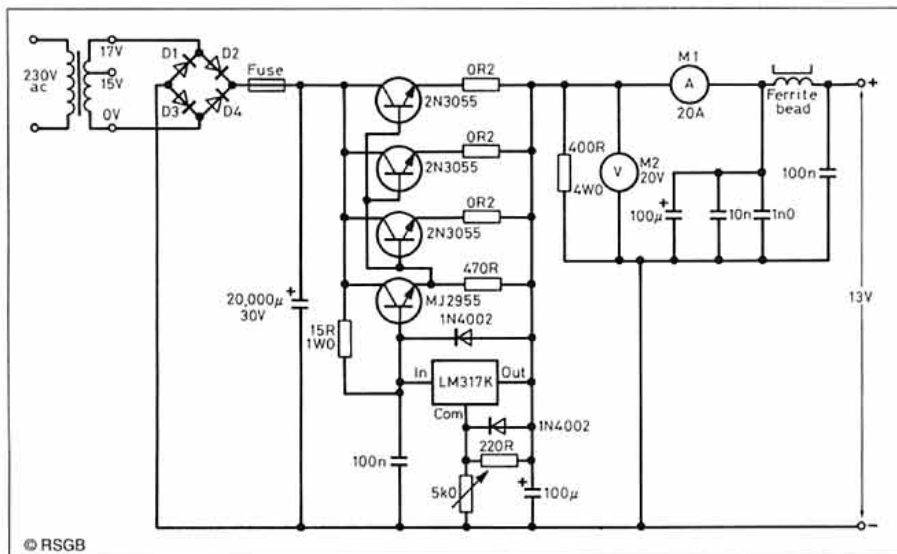 230V
ac
17V
15V
0V
D1
D2
D3
D4
Fuse
2N3055
0R2
2N3055
0R2
2N3055
0R2
MJ2955
470R
1N4002
20,000µ
30V
+
15R
1W0
In
LM317K
Out
Com
1N4002
220R
100n
5k0
+
100µ
M1
A
20A
Ferrite
bead
+
400R
4W0
V
M2
20V
+
100µ
10n
1n0
100n
13V
−
© RSGB